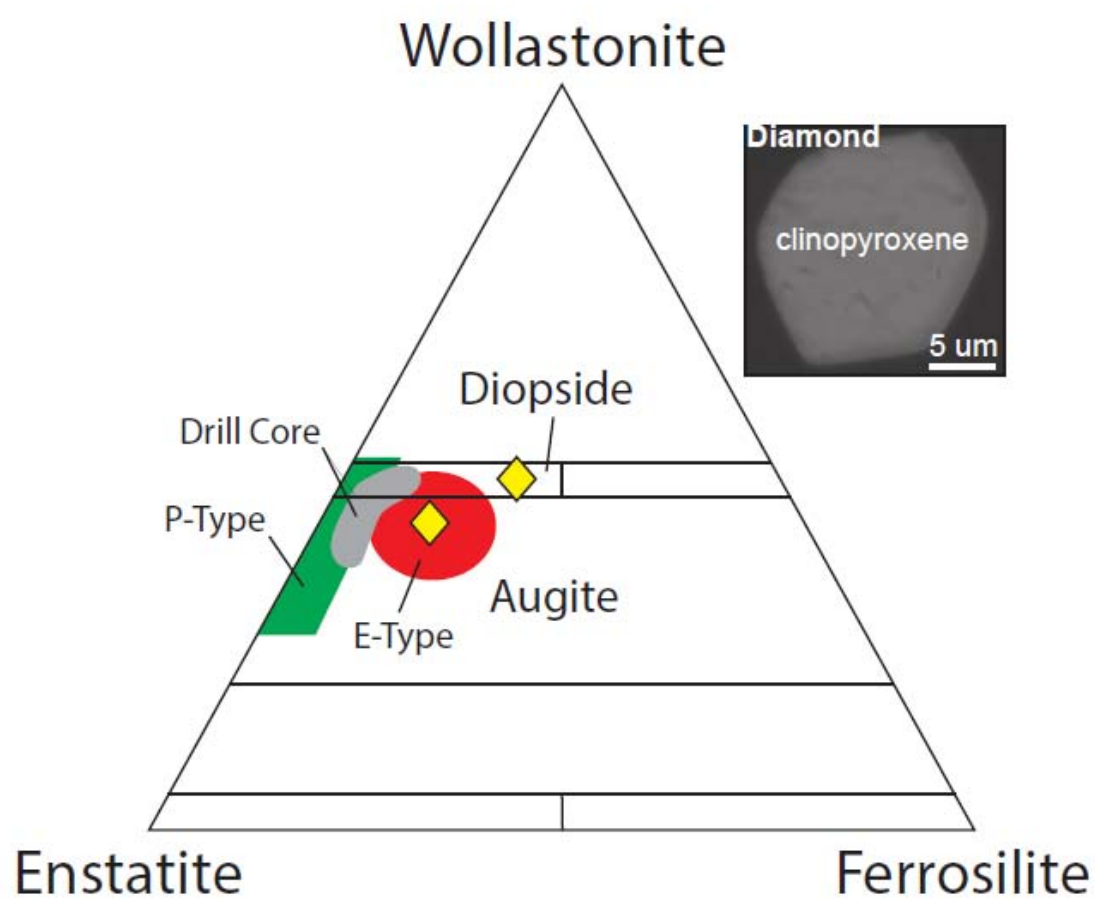 Wollastonite
Diamond
clinopyroxene
5 um
Diopside
Drill Core
P-Type
Augite
E-Type
Enstatite
Ferrosilite